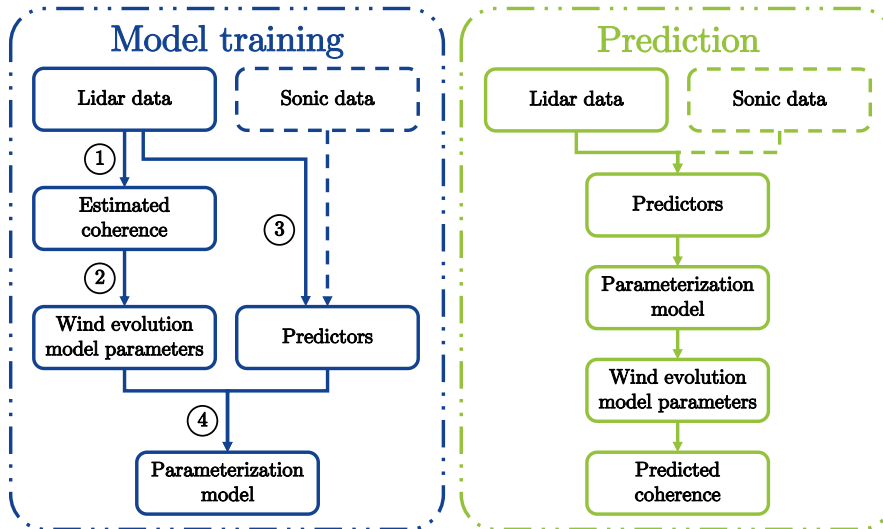 Model training
Lidar data
Sonic data
1
Estimated
coherence
3
2
Wind evolution
model parameters
Predictors
4
Parameterization
model
Prediction
Lidar data
Sonic data
Predictors
Parameterization
model
Wind evolution
model parameters
Predicted
coherence